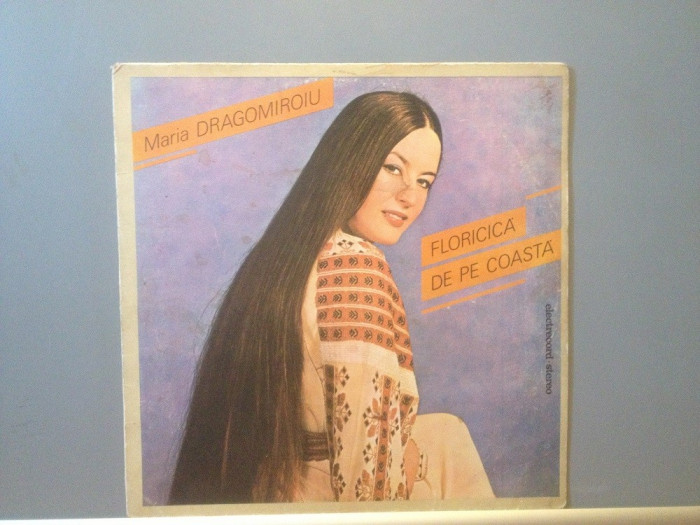 Maria DRAGOMIROIU
FLORICICĂ
DE PE COASTĂ
electrecord-stereo